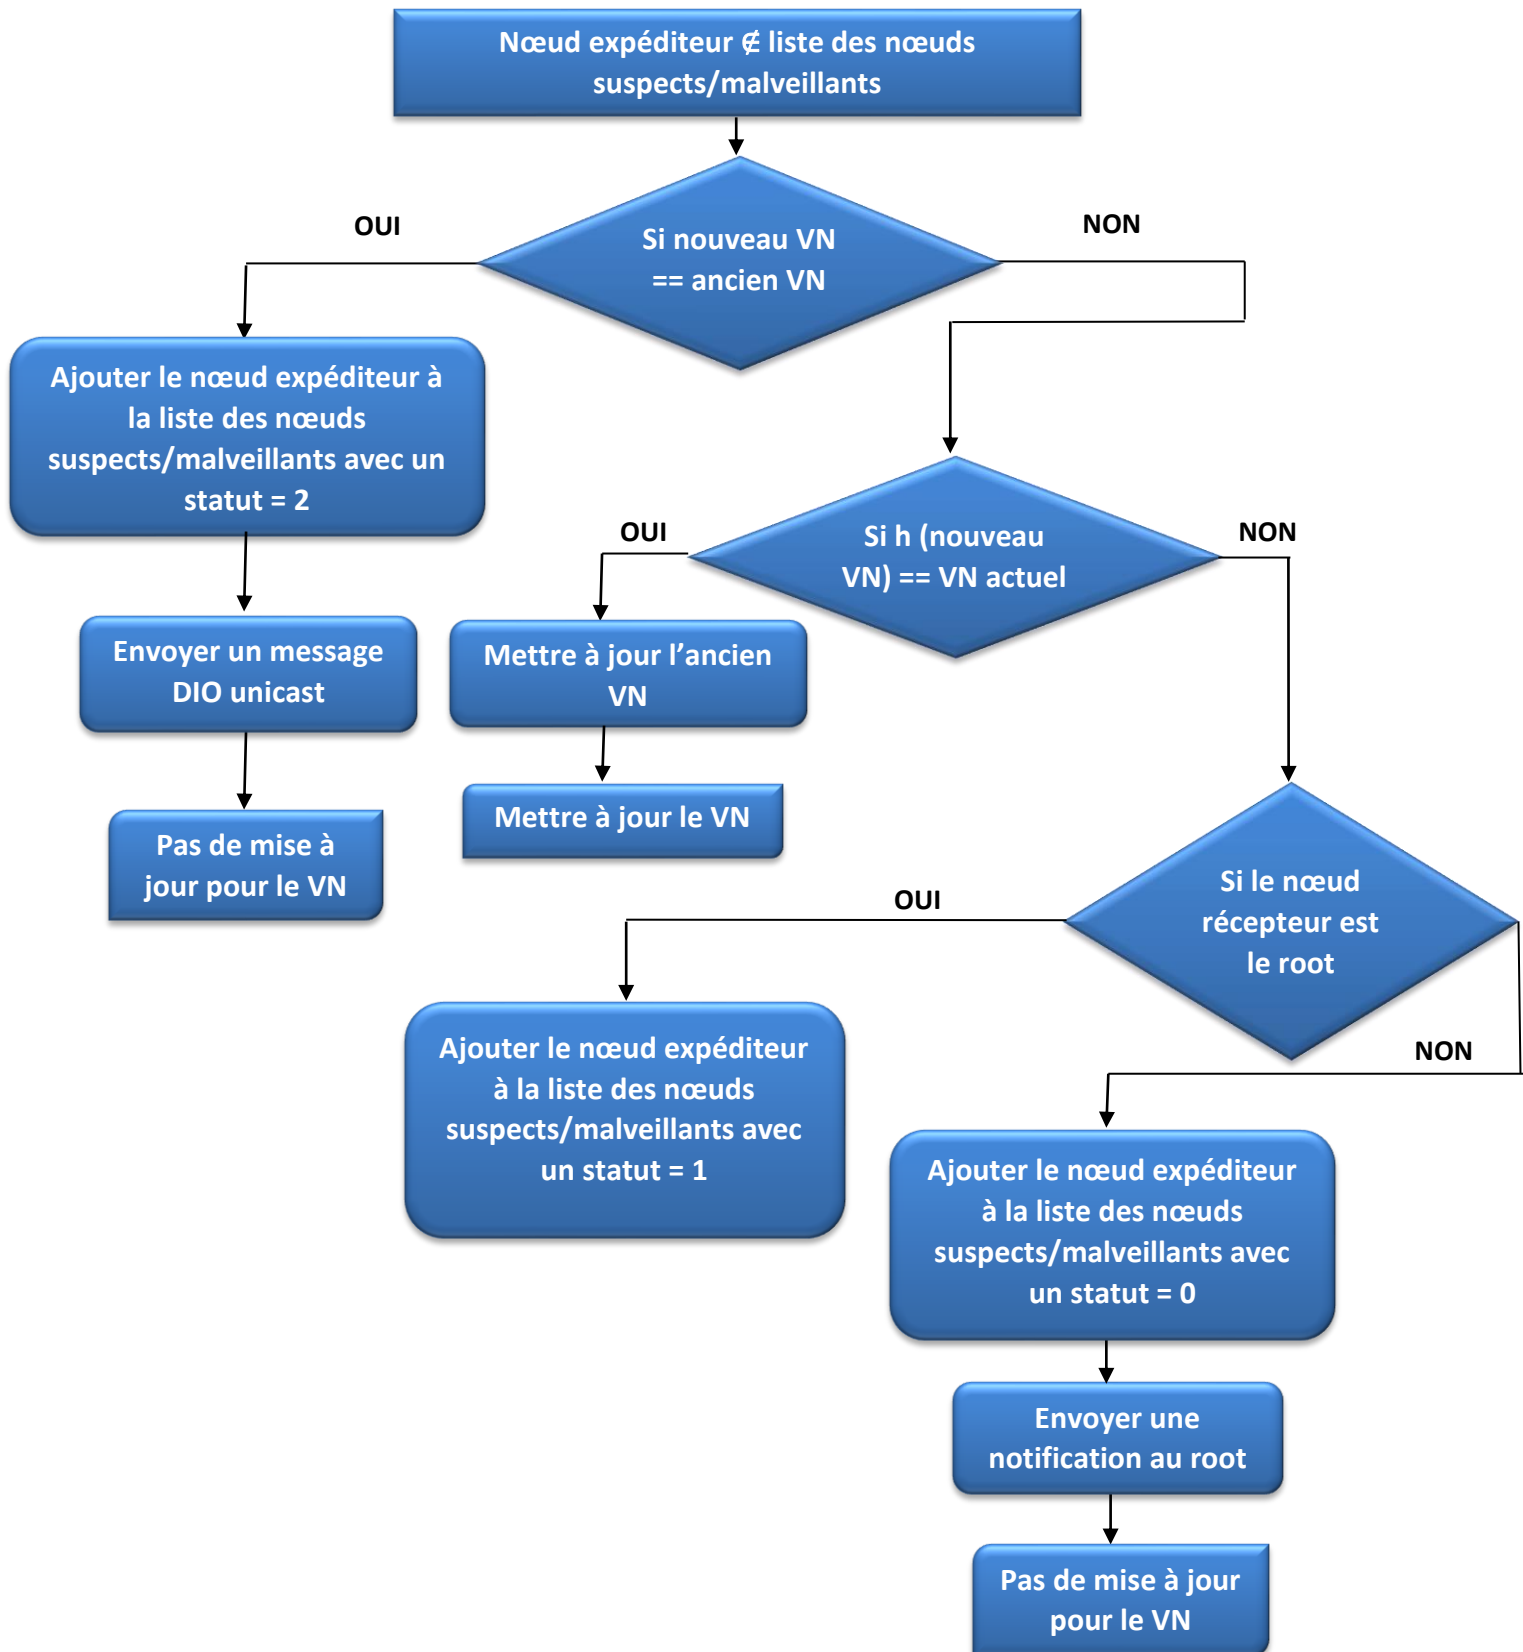 Nœud expéditeur ∉ liste des nœuds
suspects/malveillants
OUI
NON
Si nouveau VN
== ancien VN
Ajouter le nœud expéditeur à
la liste des nœuds
suspects/malveillants avec un
statut = 2
OUI
NON
Si h (nouveau
VN) == VN actuel
Envoyer un message
DIO unicast
Mettre à jour l’ancien
VN
Mettre à jour le VN
Pas de mise à
jour pour le VN
OUI
Si le nœud
récepteur est
le root
NON
Ajouter le nœud expéditeur
à la liste des nœuds
suspects/malveillants avec
un statut = 1
Ajouter le nœud expéditeur
à la liste des nœuds
suspects/malveillants avec
un statut = 0
Envoyer une
notification au root
Pas de mise à jour
pour le VN